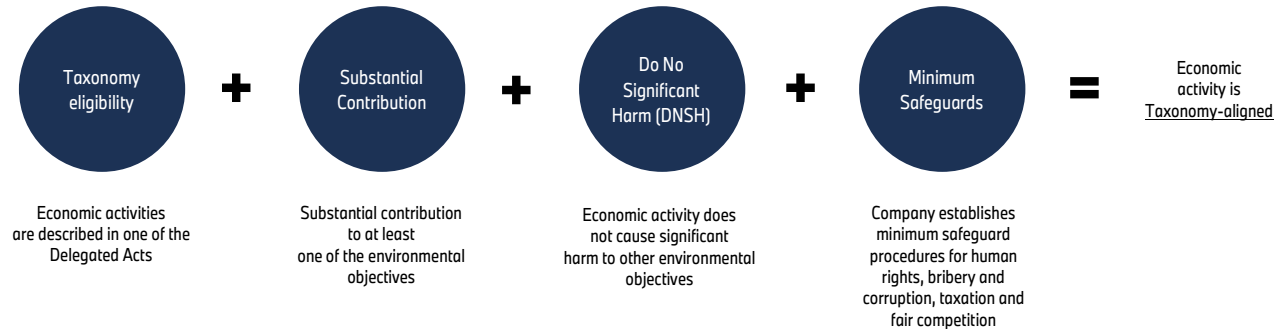 Taxonomy
eligibility
+
Substantial
Contribution
+
Do No
Significant
Harm (DNSH)
+
Minimum
Safeguards
=
Economic
activity is
Taxonomy-aligned
Economic activities
are described in one of the
Delegated Acts
Substantial contribution
to at least
one of the environmental
objectives
Economic activity does
not cause significant
harm to other environmental
objectives
Company establishes
minimum safeguard
procedures for human
rights, bribery and
corruption, taxation and
fair competition